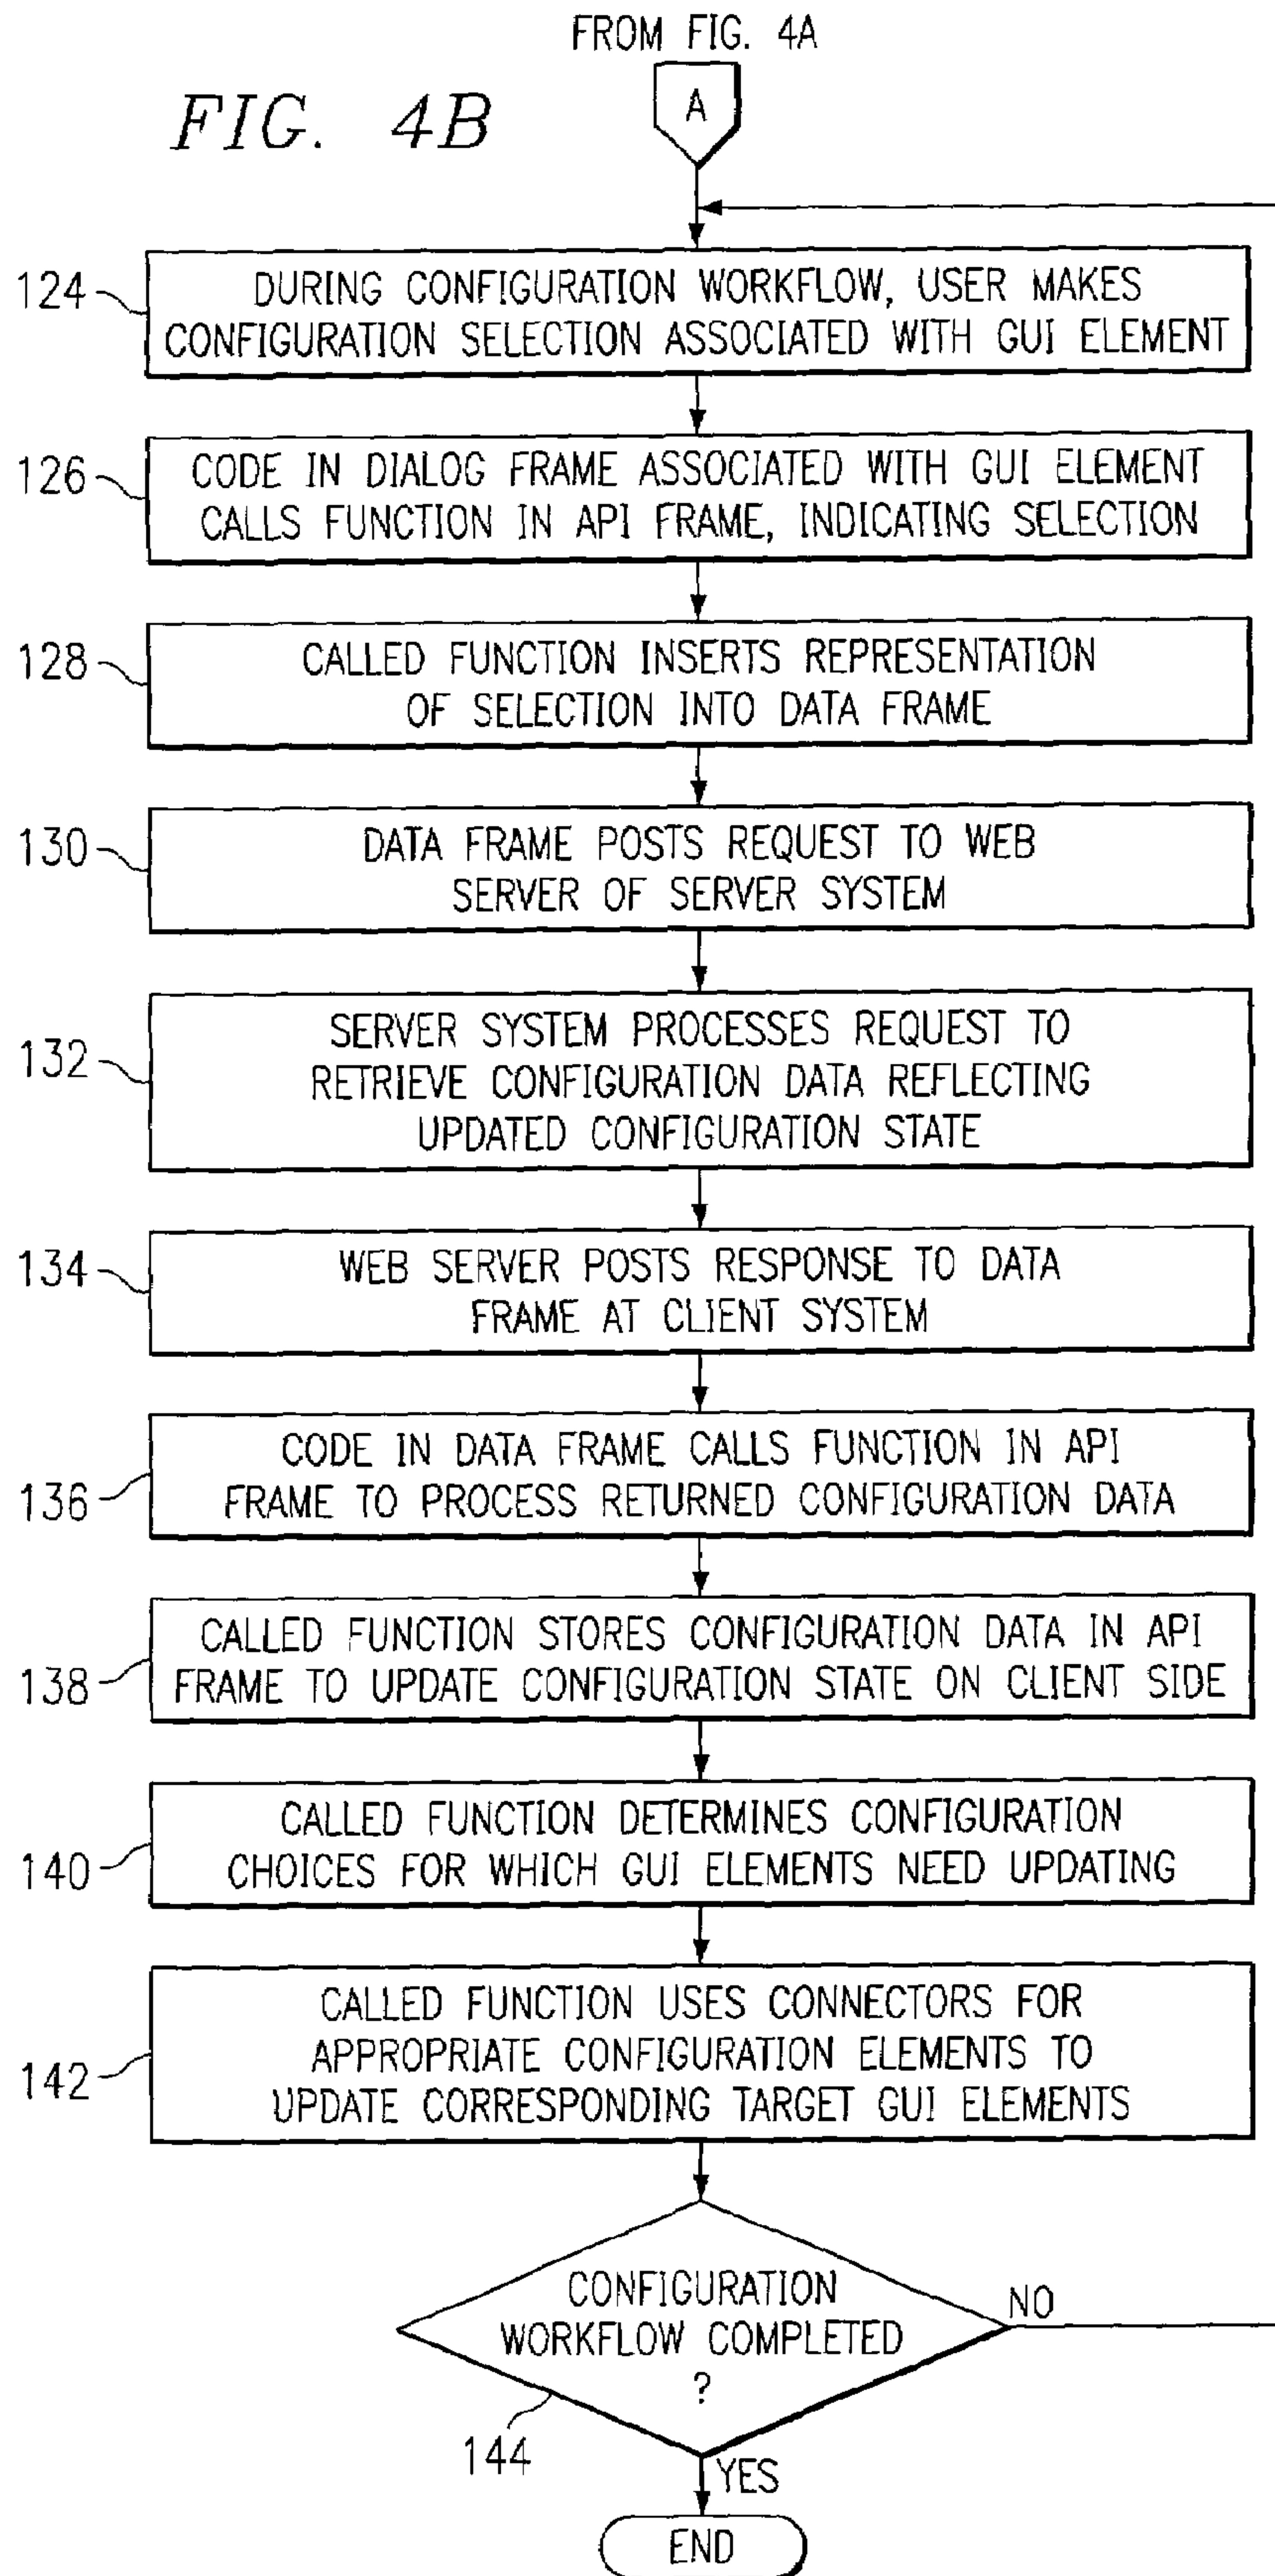 FROM FIG. 4A
FIG. 4B
A
124
DURING CONFIGURATION WORKFLOW, USER MAKES
CONFIGURATION SELECTION ASSOCIATED WITH GUI ELEMENT
126
CODE IN DIALOG FRAME ASSOCIATED WITH GUI ELEMENT
CALLS FUNCTION IN API FRAME, INDICATING SELECTION
128
CALLED FUNCTION INSERTS REPRESENTATION
OF SELECTION INTO DATA FRAME
130
DATA FRAME POSTS REQUEST TO WEB
SERVER OF SERVER SYSTEM
132
SERVER SYSTEM PROCESSES REQUEST TO
RETRIEVE CONFIGURATION DATA REFLECTING
UPDATED CONFIGURATION STATE
134
WEB SERVER POSTS RESPONSE TO DATA
FRAME AT CLIENT SYSTEM
136
CODE IN DATA FRAME CALLS FUNCTION IN API
FRAME TO PROCESS RETURNED CONFIGURATION DATA
138
CALLED FUNCTION STORES CONFIGURATION DATA IN API
FRAME TO UPDATE CONFIGURATION STATE ON CLIENT SIDE
140
CALLED FUNCTION DETERMINES CONFIGURATION
CHOICES FOR WHICH GUI ELEMENTS NEED UPDATING
142
CALLED FUNCTION USES CONNECTORS FOR
APPROPRIATE CONFIGURATION ELEMENTS TO
UPDATE CORRESPONDING TARGET GUI ELEMENTS
CONFIGURATION
WORKFLOW COMPLETED
?
NO
144
YES
END